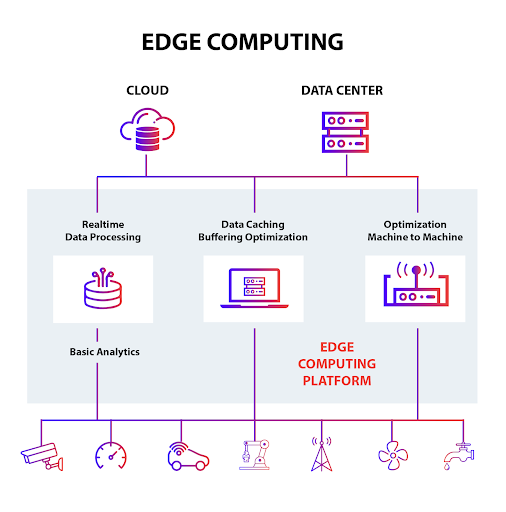 EDGE COMPUTING
CLOUD
DATA CENTER
Realtime
Data Processing
Data Caching
Buffering Optimization
Optimization
Machine to Machine
Basic Analytics
EDGE
COMPUTING
PLATFORM